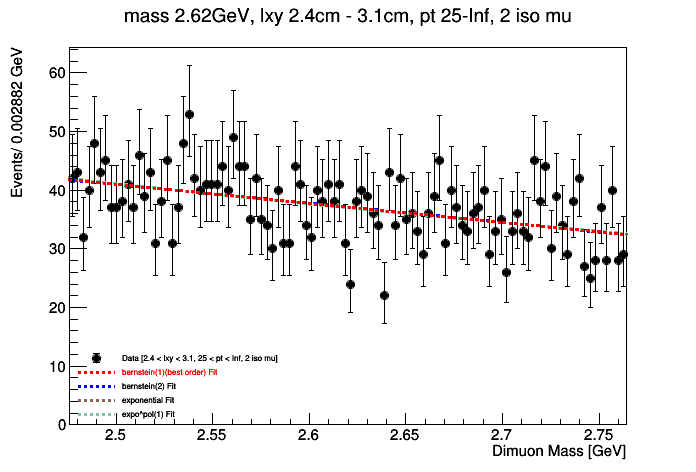 mass 2.62GeV, lxy 2.4cm - 3.1cm, pt 25-Inf, 2 iso mu
Events/ 0.002882 GeV
60
50
40
30
20
10
0
Data [2.4 < lxy < 3.1, 25 < pt < Inf, 2 iso mu]
bernstein(1)(best order) Fit
bernstein(2) Fit
exponential Fit
expo*pol(1) Fit
2.5
2.55
2.6
2.65
2.7
2.75
Dimuon Mass [GeV]